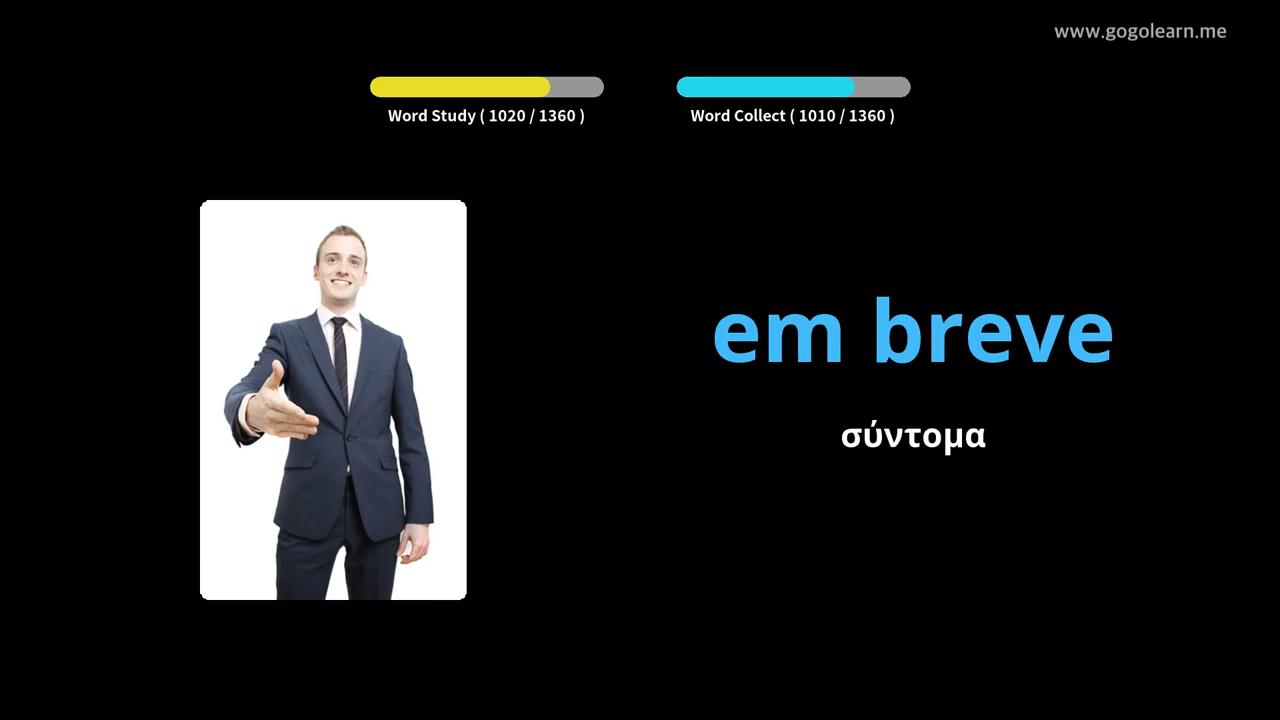 www.gogolearn.me
Word Study ( 1020 / 1360 )
Word Collect ( 1010 / 1360 )
em breve
σύντομα